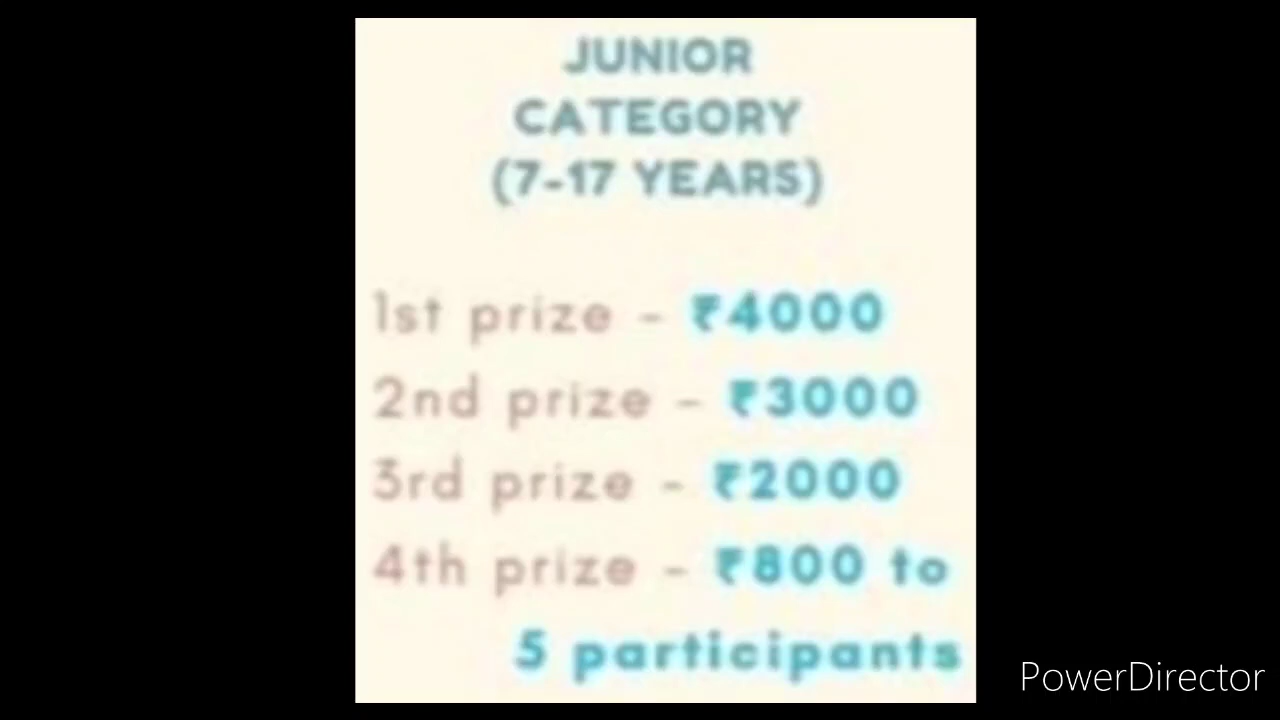 JUNIOR
CATEGORY
(7-17 YEARS)
1st prize - ₹4000
2nd prize - ₹3000
3rd prize - ₹2000
4th prize - ₹800 to
5 participants
PowerDirector